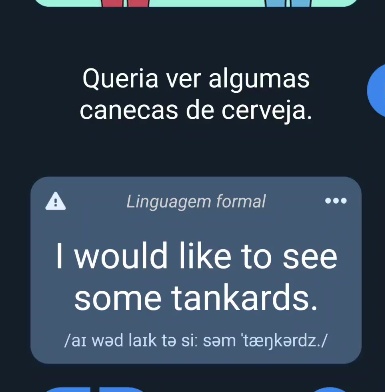 Queria ver algumas
canecas de cerveja.
Linguagem formal
I would like to see
some tankards.
/aɪ wəd laɪk tə siː səm ˈtæŋkərdz./